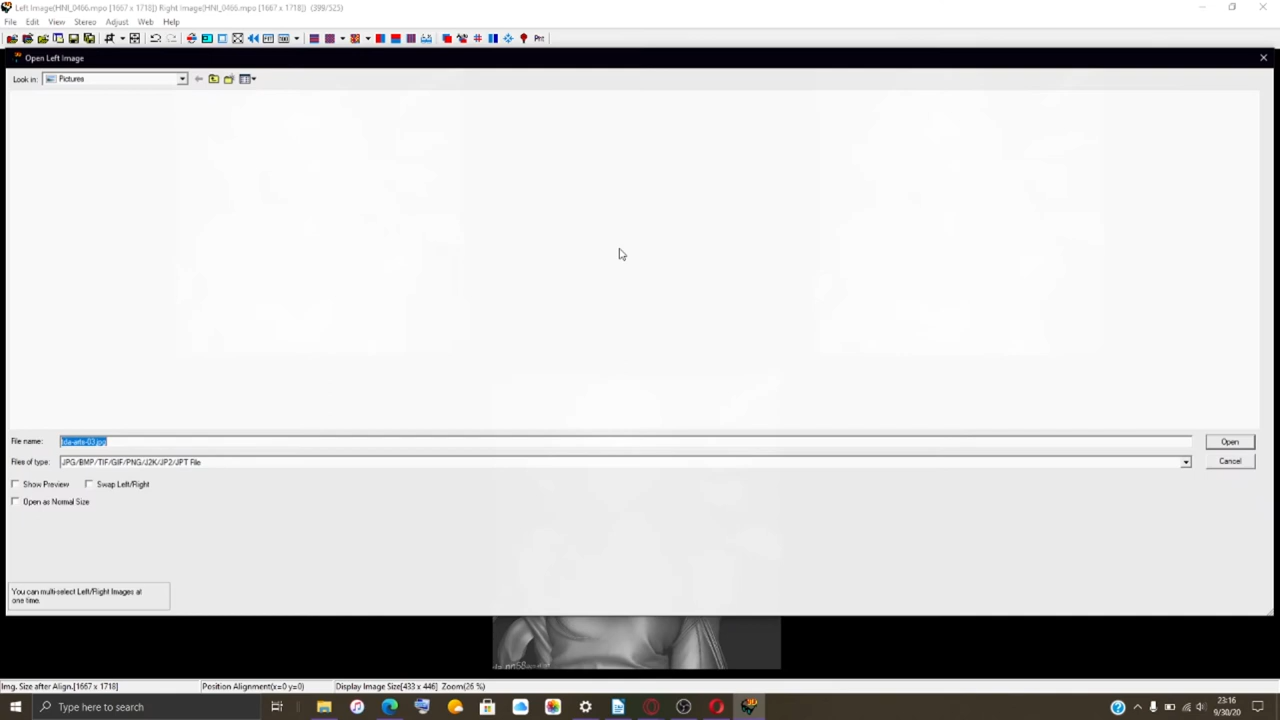 Left Image(HNI_0466.mpo [1667 x 1718]) Right Image(HNI_0466.mpo [1667 x 1718]) (399/523)
File Edit View Stereo Adjust Web Help
Open Left Image
Look in: Pictures
File name:
Open
Files of type: JPG/BMP/TIF/GIF/PNG/J2K/JP2/JPT File
Cancel
Show Preview Swap Left/Right
Open as Normal Size
You can multi-select Left/Right Images at
one time.
Img. Size after Align.[1667 x 1718] Position Alignment(x=0 y=0) Display Image Size[433 x 446] Zoom(26 %)
Type here to search
23:16
9/30/20